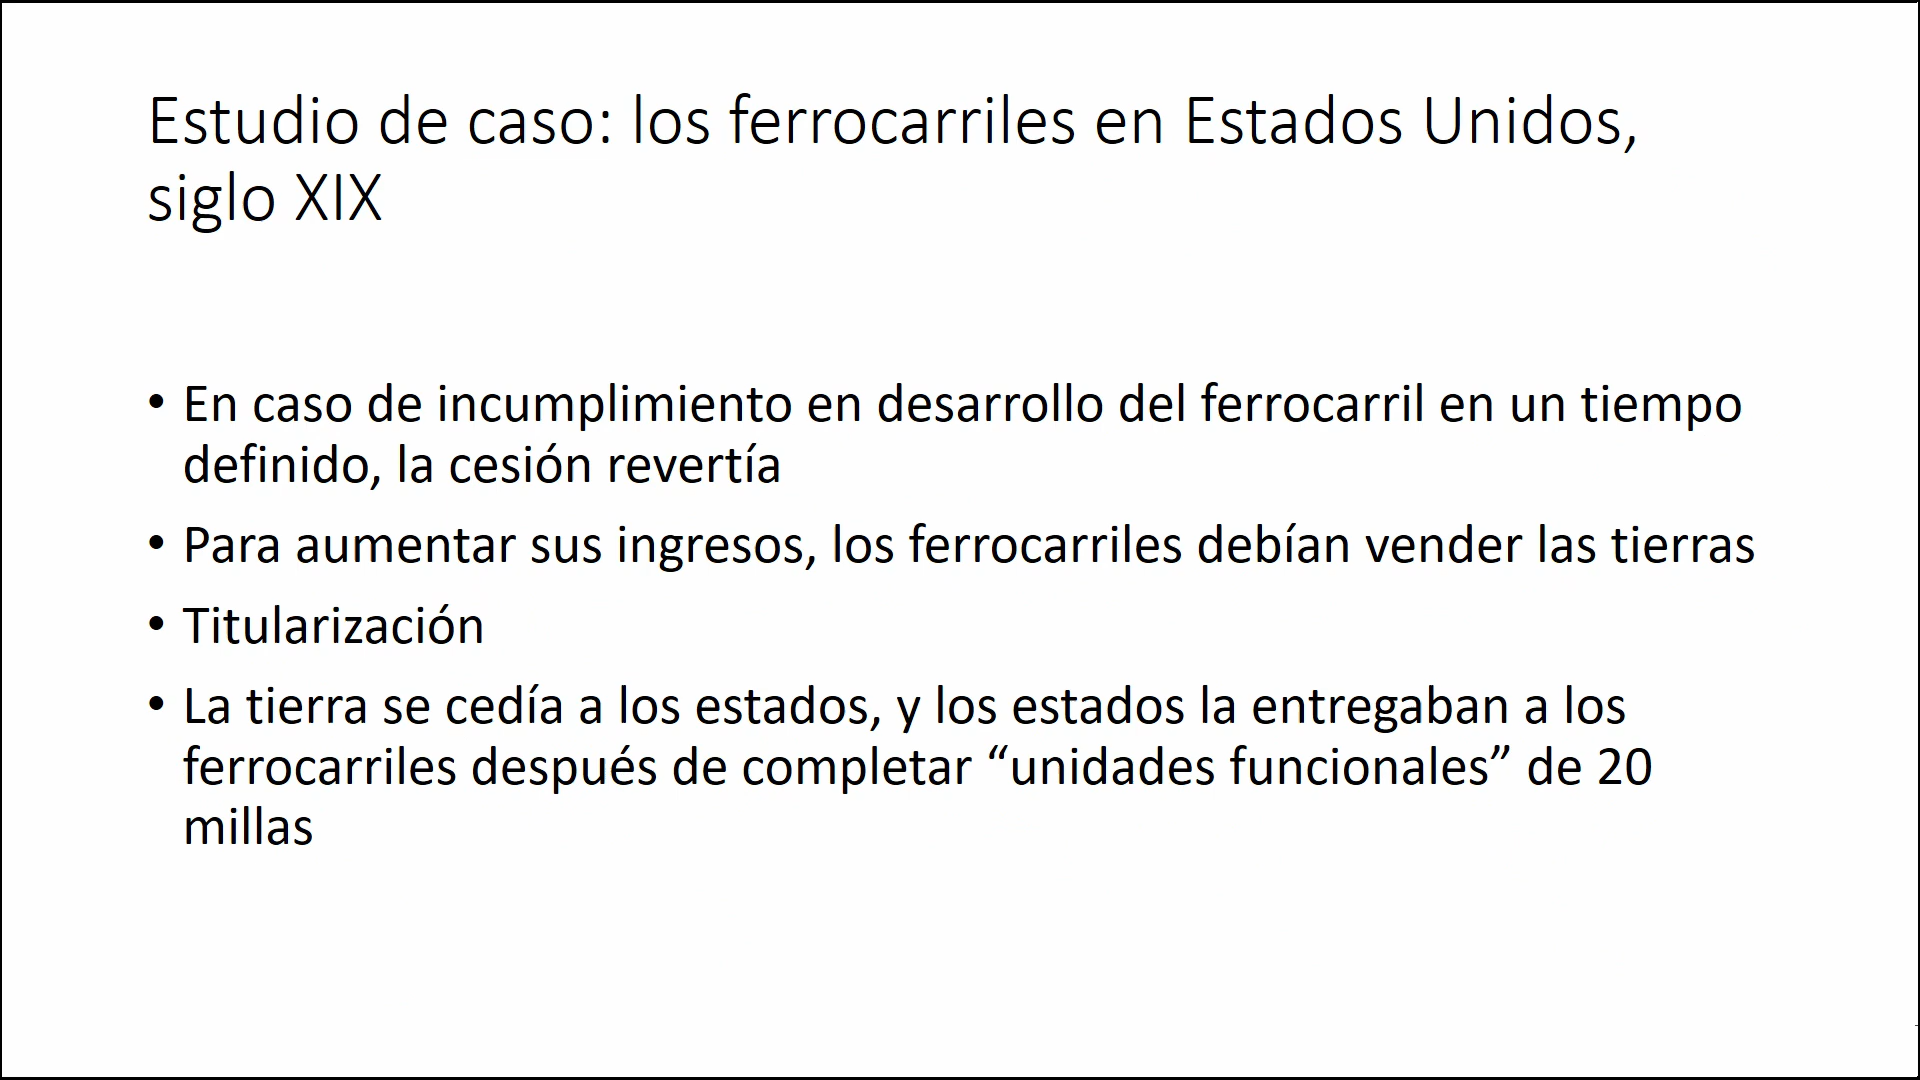 Estudio de caso: los ferrocarriles en Estados Unidos,
siglo XIX
• En caso de incumplimiento en desarrollo del ferrocarril en un tiempo
definido, la cesión revertía
• Para aumentar sus ingresos, los ferrocarriles debían vender las tierras
• Titularización
• La tierra se cedía a los estados, y los estados la entregaban a los
ferrocarriles después de completar “unidades funcionales” de 20
millas